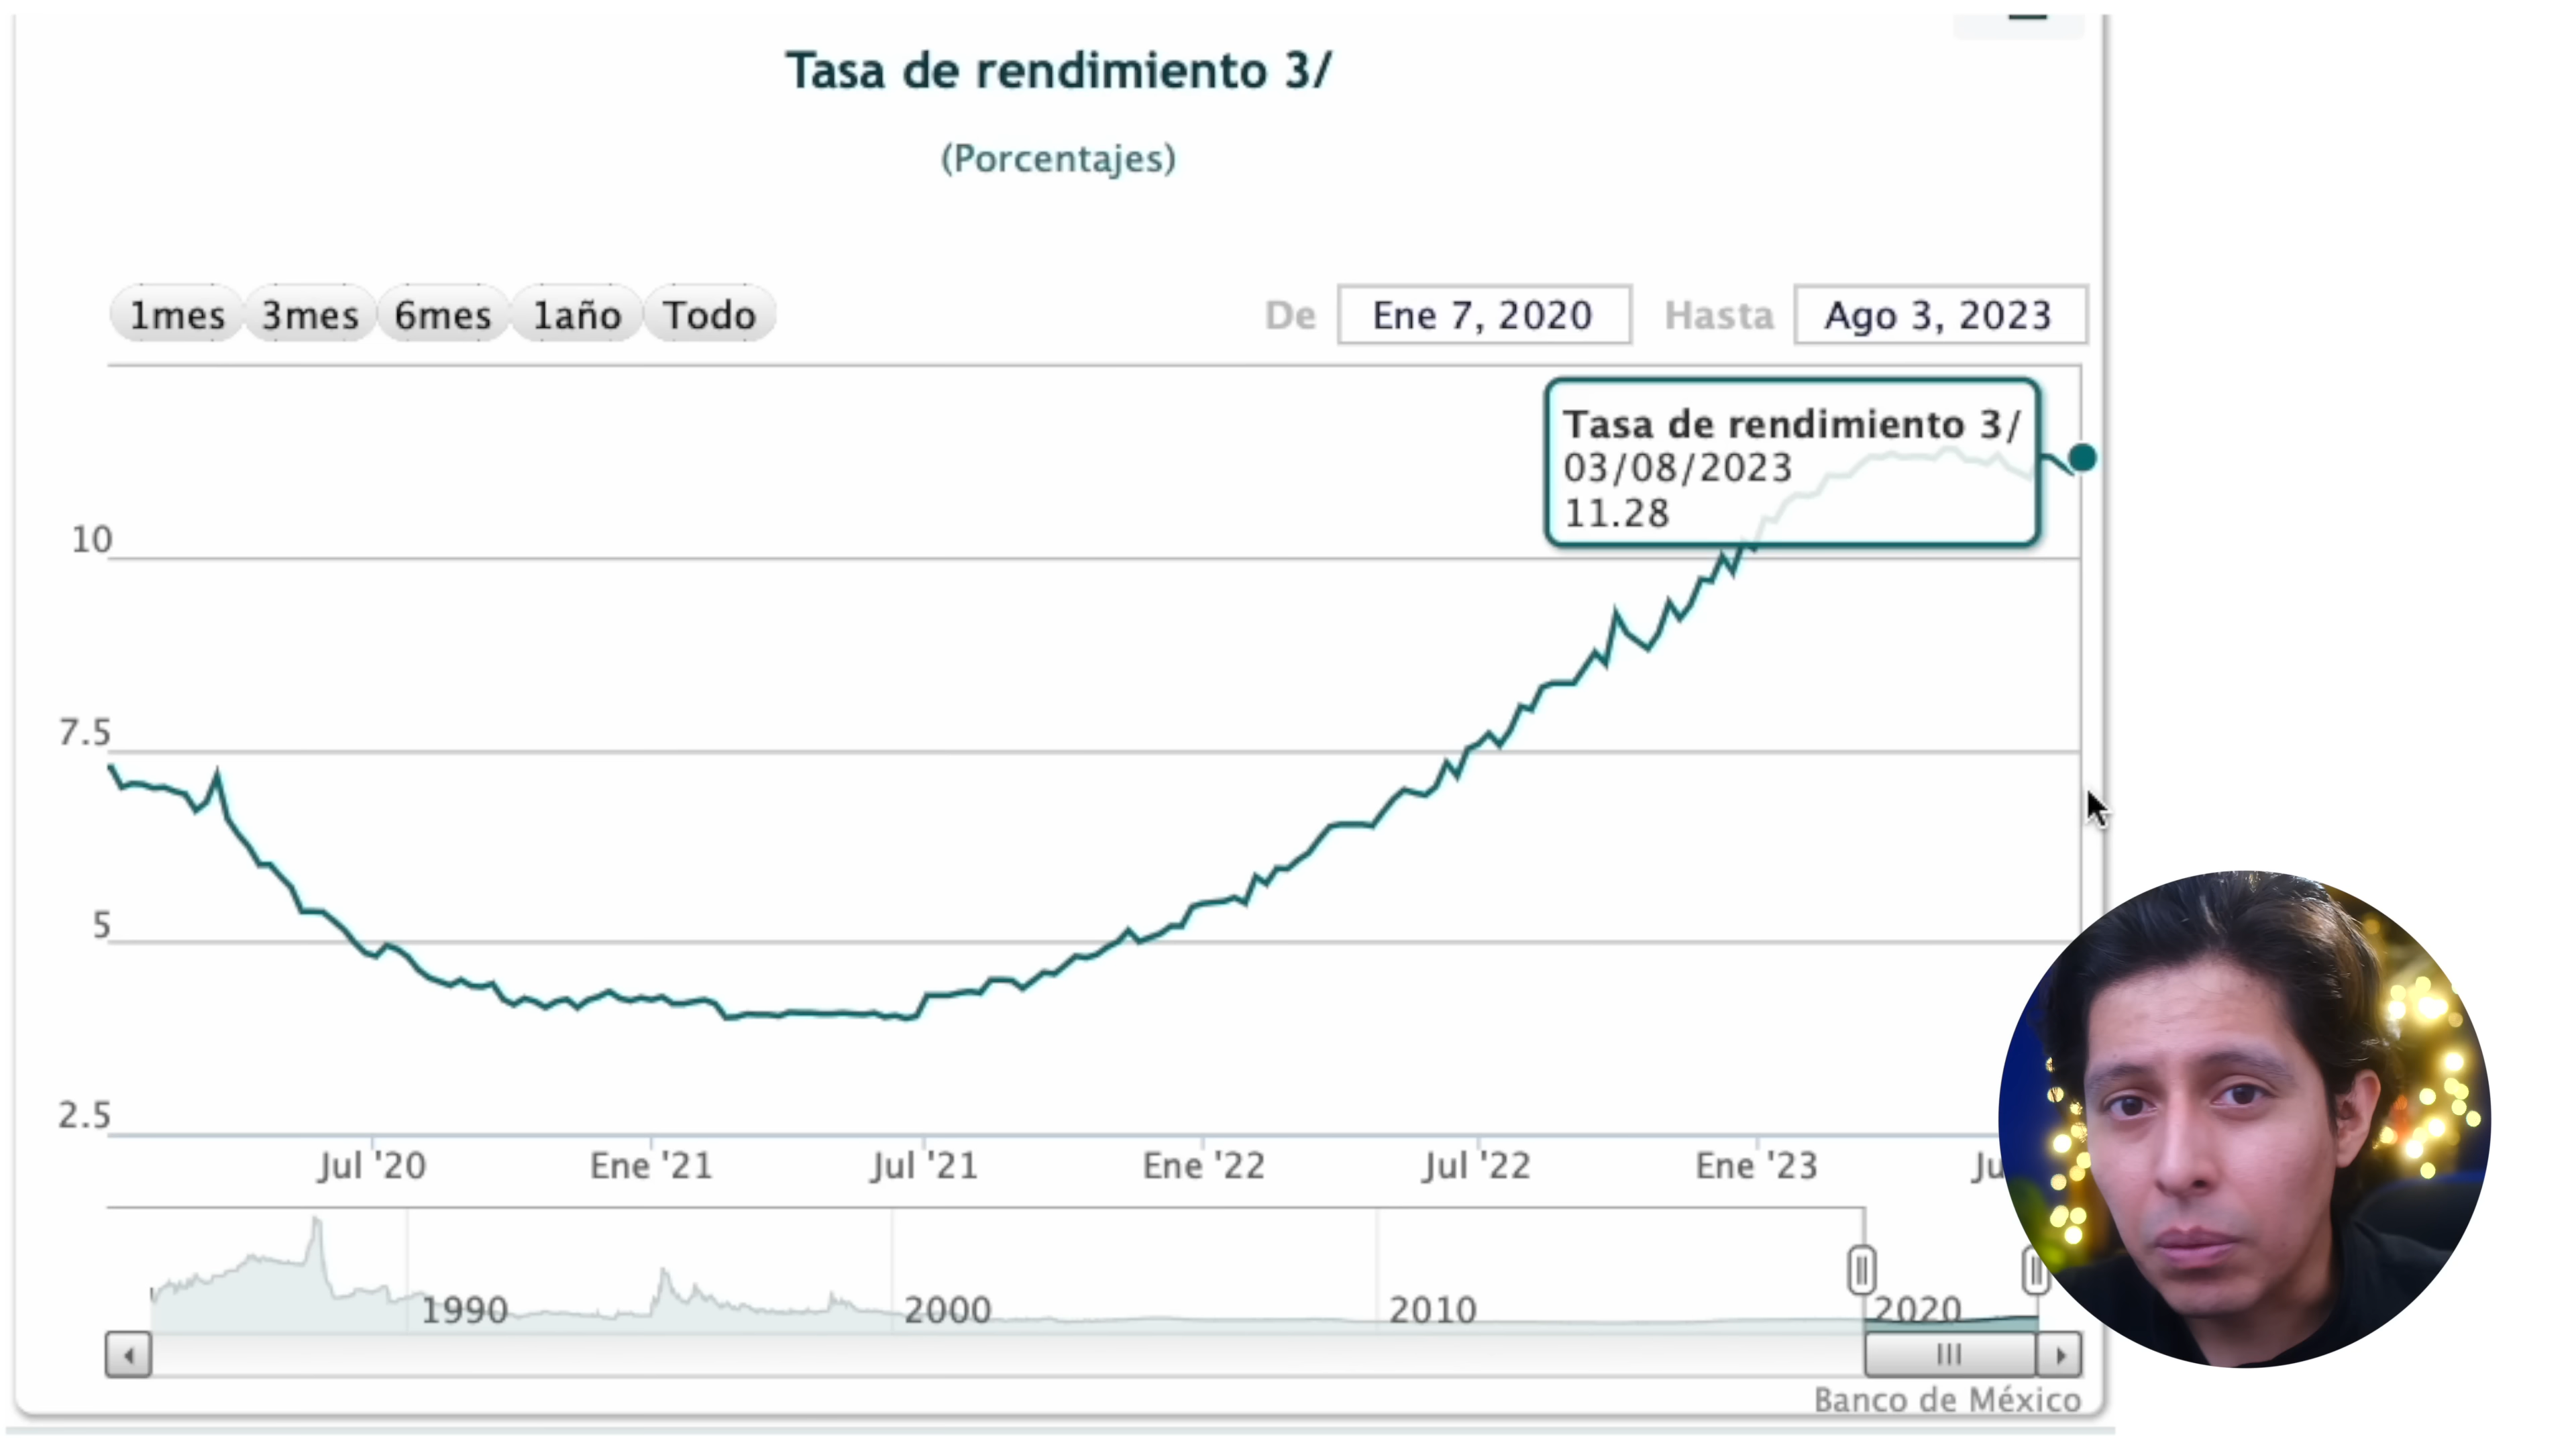 Tasa de rendimiento 3/
(Porcentajes)
1mes 3mes 6mes 1año Todo De Ene 7, 2020 Hasta Ago 3, 2023
Tasa de rendimiento 3/
03/08/2023
11.28
10
7.5
5
2.5
Jul '20 Ene '21 Jul '21 Ene '22 Jul '22 Ene '23
1990 2000 2010 2020
Banco de México